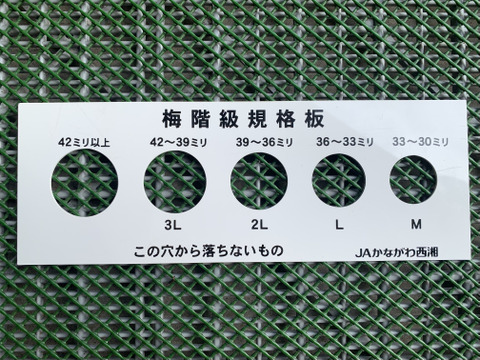 梅階級規格板
42ミリ以上 42～39ミリ 39～36ミリ 36～33ミリ 33～30ミリ
3L 2L L M
この穴から落ちないもの
JAかながわ西湘